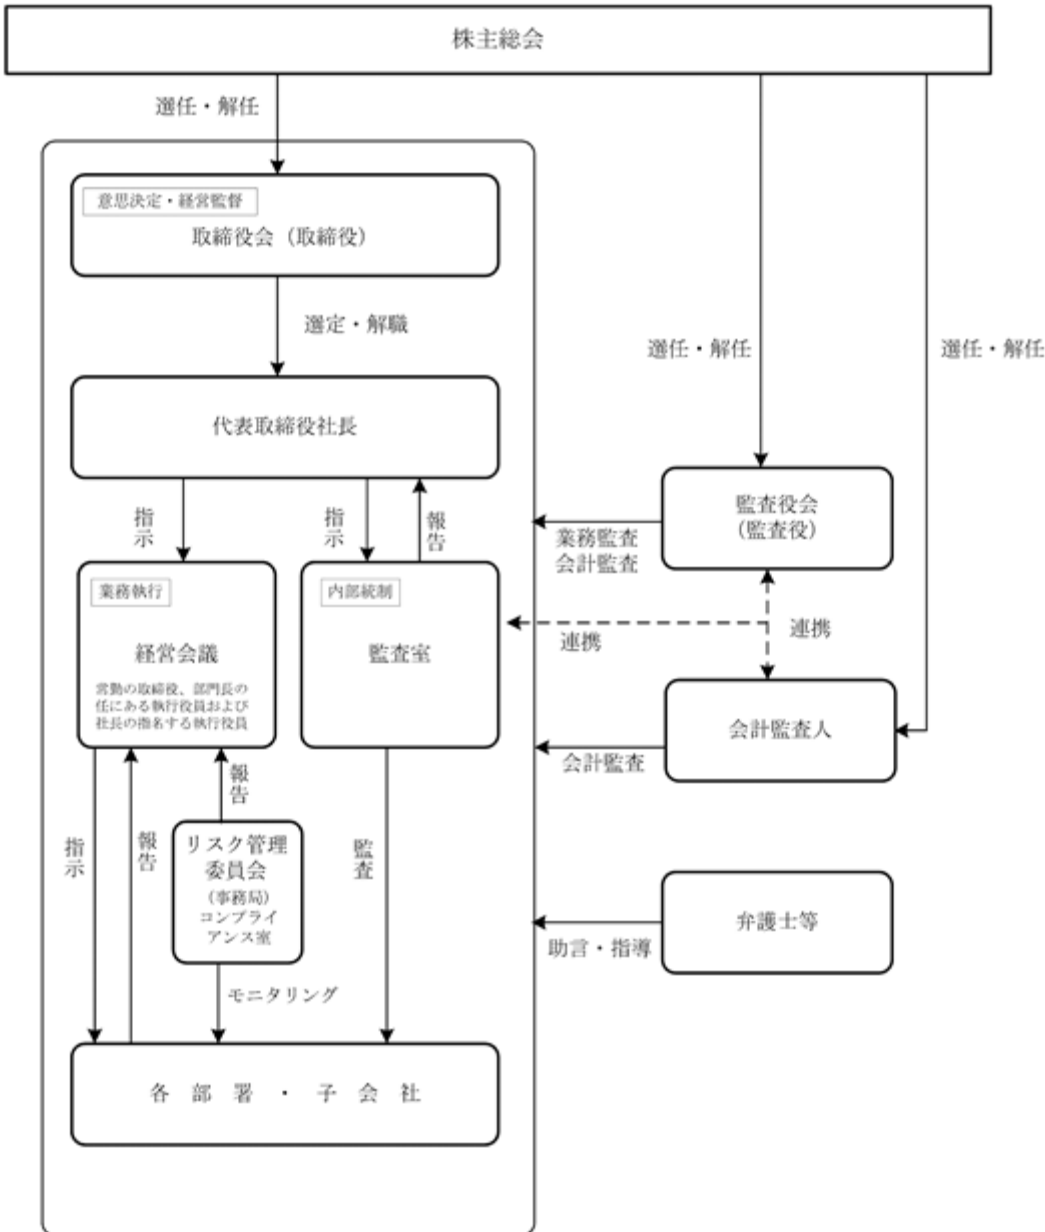 株主総会
選任・解任
意思決定・経営監督
取締役会（取締役）
選定・解職
代表取締役社長
選任・解任
選任・解任
指示
指示
報告
監査役会
(監査役)
業務監査
会計監査
業務執行
経営会議
常勤の取締役、部門長の
任にある執行役員および
社長の指名する執行役員
内部統制
監査室
連携
連携
会計監査人
会計監査
報告
指示
報告
リスク管理
委員会
(事務局)
コンプライ
アンス室
監査
弁護士等
助言・指導
モニタリング
各部署・子会社